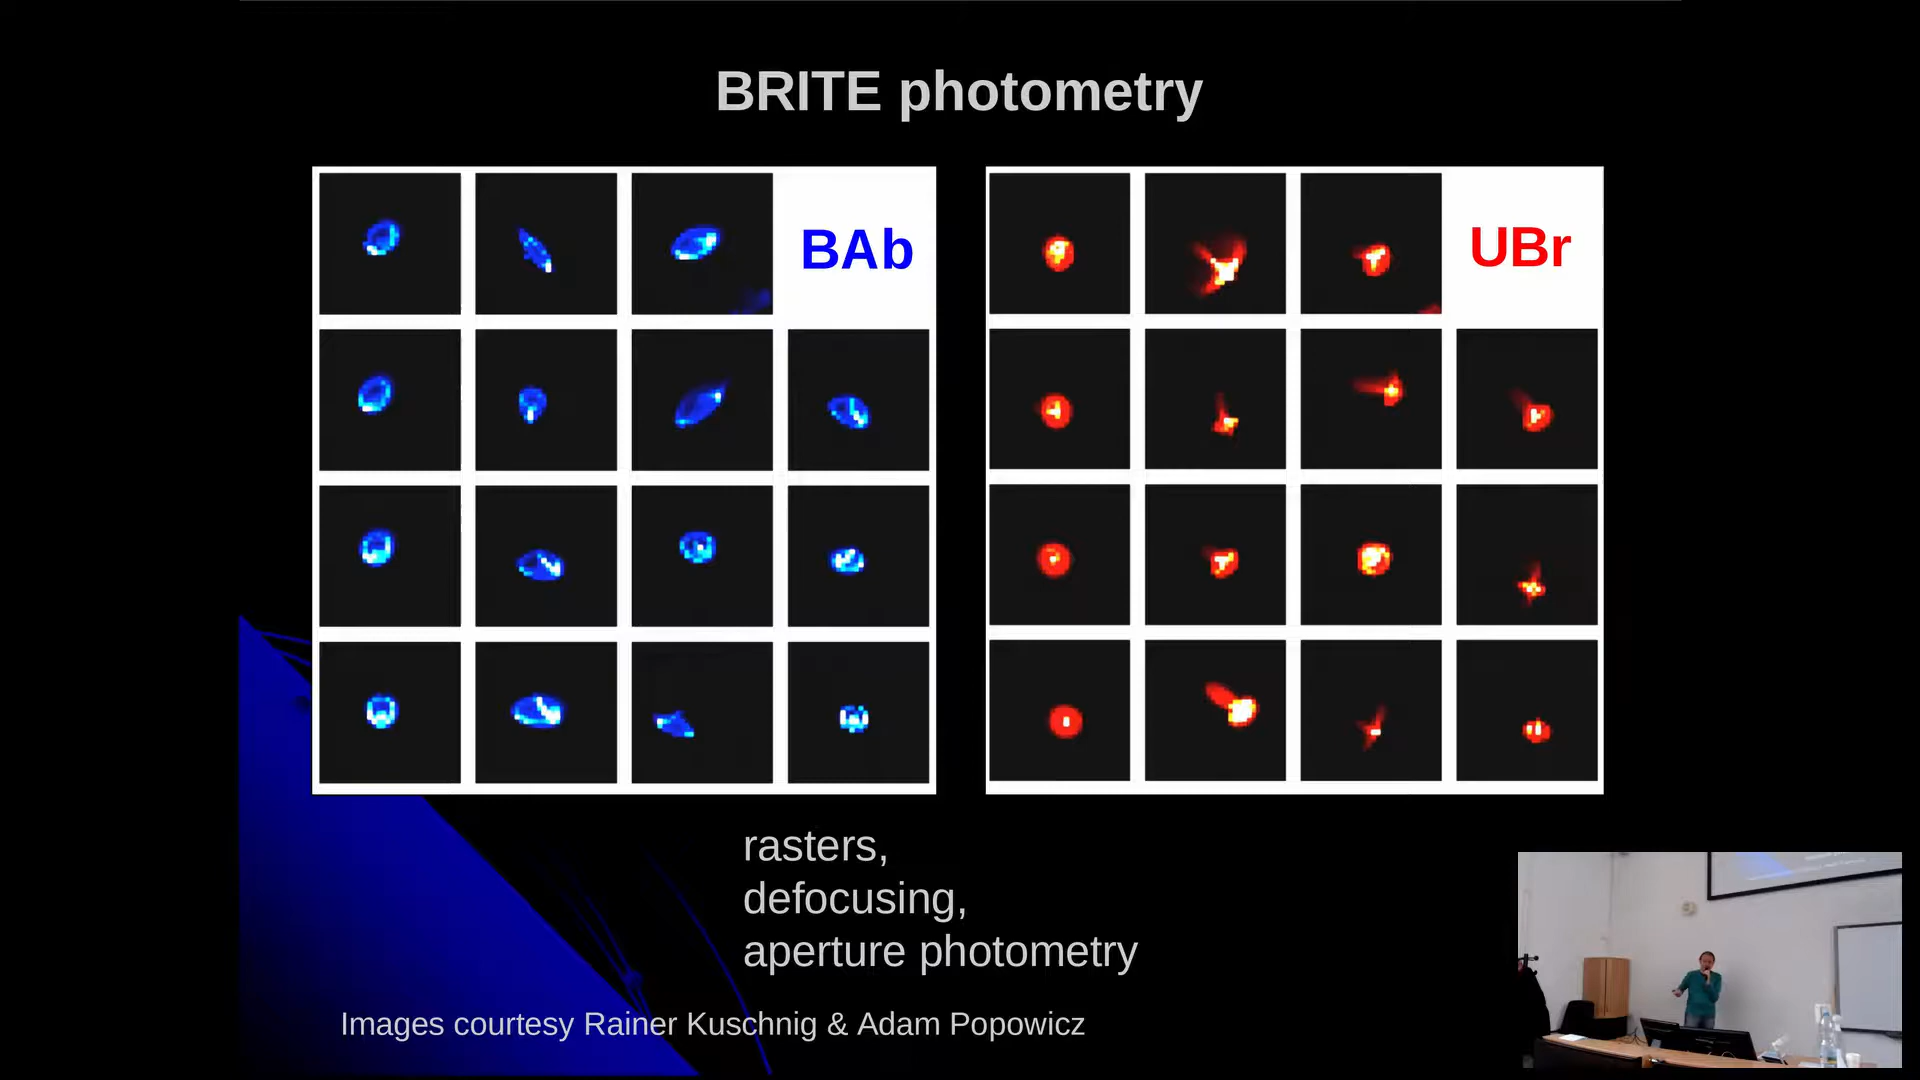 BRITE photometry
BAb
UBr
rasters,
defocusing,
aperture photometry
Images courtesy Rainer Kuschnig & Adam Popowicz